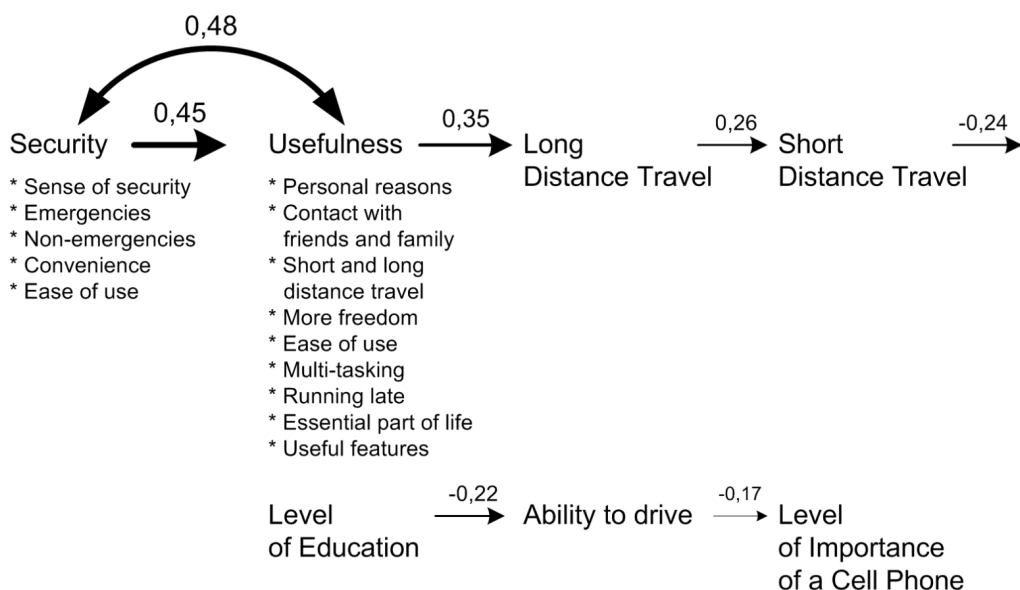 0,48
0,45
0,35
0,26
-0,24
Security
Usefulness
Long
Distance Travel
Short
Distance Travel
* Sense of security
* Emergencies
* Non-emergencies
* Convenience
* Ease of use
* Personal reasons
* Contact with
friends and family
* Short and long
distance travel
* More freedom
* Ease of use
* Multi-tasking
* Running late
* Essential part of life
* Useful features
-0,22
-0,17
Level
of Education
Ability to drive
Level
of Importance
of a Cell Phone